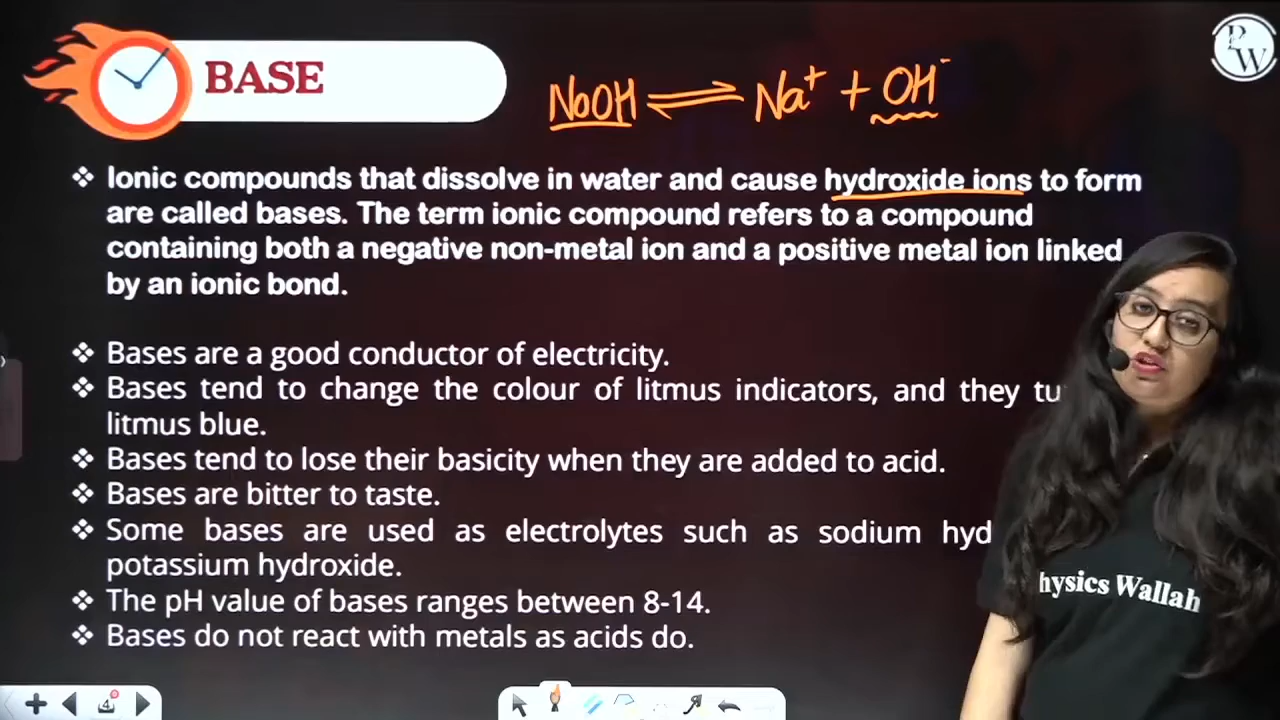 BASE
NaOH ⇌ Na⁺ + OH⁻
PW
❖ Ionic compounds that dissolve in water and cause hydroxide ions to form
are called bases. The term ionic compound refers to a compound
containing both a negative non-metal ion and a positive metal ion linked
by an ionic bond.
❖ Bases are a good conductor of electricity.
❖ Bases tend to change the colour of litmus indicators, and they tu
litmus blue.
❖ Bases tend to lose their basicity when they are added to acid.
❖ Bases are bitter to taste.
❖ Some bases are used as electrolytes such as sodium hyd
potassium hydroxide.
❖ The pH value of bases ranges between 8-14.
❖ Bases do not react with metals as acids do.
hysics Wallah
4